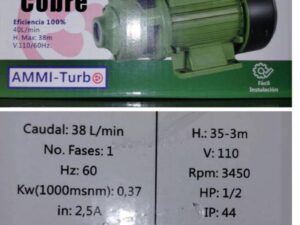 Cobre
Eficiencia 100%
40L/min
H. Max: 38m
V.110/60Hz.
AMMI-Turbo
Fácil
Instalación
Caudal: 38 L/min
No. Fases: 1
Hz: 60
Kw(1000msnm): 0,37
in: 2,5A
H.: 35-3m
V: 110
Rpm: 3450
HP: 1/2
IP: 44